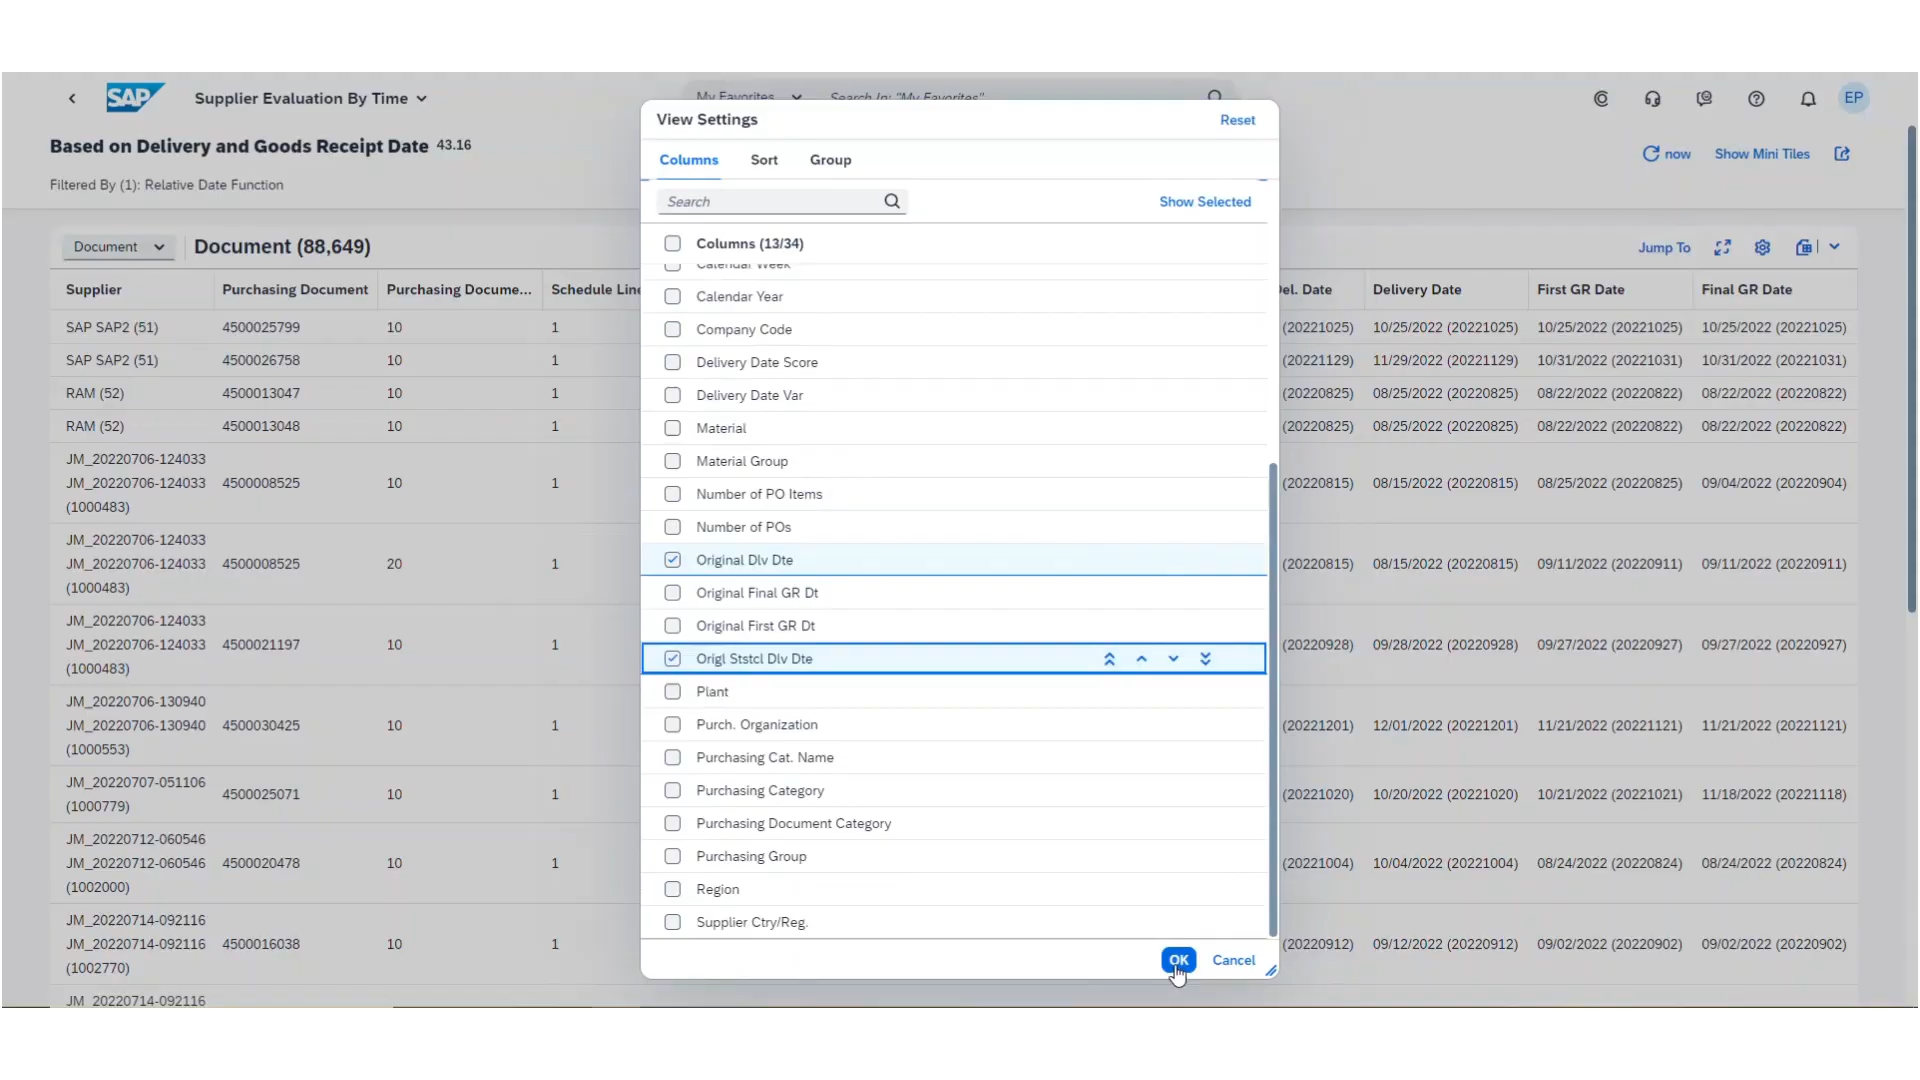 SAP Supplier Evaluation By Time
My Favorites Search In: "My Favorites"
EP
Based on Delivery and Goods Receipt Date 43.16
now Show Mini Tiles
Filtered By (1): Relative Date Function
Document Document (88,649)
Jump To
Supplier Purchasing Document Purchasing Docume... Schedule Line
Del. Date Delivery Date First GR Date Final GR Date
SAP SAP2 (51) 4500025799 10 1
(20221025) 10/25/2022 (20221025) 10/25/2022 (20221025) 10/25/2022 (20221025)
SAP SAP2 (51) 4500026758 10 1
(20221129) 11/29/2022 (20221129) 10/31/2022 (20221031) 10/31/2022 (20221031)
RAM (52) 4500013047 10 1
(20220825) 08/25/2022 (20220825) 08/22/2022 (20220822) 08/22/2022 (20220822)
RAM (52) 4500013048 10 1
(20220825) 08/25/2022 (20220825) 08/22/2022 (20220822) 08/22/2022 (20220822)
JM_20220706-124033
JM_20220706-124033 4500008525 10 1
(1000483)
(20220815) 08/15/2022 (20220815) 08/25/2022 (20220825) 09/04/2022 (20220904)
JM_20220706-124033
JM_20220706-124033 4500008525 20 1
(1000483)
(20220815) 08/15/2022 (20220815) 09/11/2022 (20220911) 09/11/2022 (20220911)
JM_20220706-124033
JM_20220706-124033 4500021197 10 1
(1000483)
(20220928) 09/28/2022 (20220928) 09/27/2022 (20220927) 09/27/2022 (20220927)
JM_20220706-130940
JM_20220706-130940 4500030425 10 1
(1000553)
(20221201) 12/01/2022 (20221201) 11/21/2022 (20221121) 11/21/2022 (20221121)
JM_20220707-051106
(1000779)
4500025071 10 1
(20221020) 10/20/2022 (20221020) 10/21/2022 (20221021) 11/18/2022 (20221118)
JM_20220712-060546
JM_20220712-060546 4500020478 10 1
(1002000)
(20221004) 10/04/2022 (20221004) 08/24/2022 (20220824) 08/24/2022 (20220824)
JM_20220714-092116
JM_20220714-092116 4500016038 10 1
(1002770)
(20220912) 09/12/2022 (20220912) 09/02/2022 (20220902) 09/02/2022 (20220902)
JM_20220714-092116
View Settings Reset
Columns Sort Group
Search Show Selected
Columns (13/34)
Calendar Week
Calendar Year
Company Code
Delivery Date Score
Delivery Date Var
Material
Material Group
Number of PO Items
Number of POs
Original Dlv Dte
Original Final GR Dt
Original First GR Dt
Origl Ststcl Dlv Dte
Plant
Purch. Organization
Purchasing Cat. Name
Purchasing Category
Purchasing Document Category
Purchasing Group
Region
Supplier Ctry/Reg.
OK Cancel